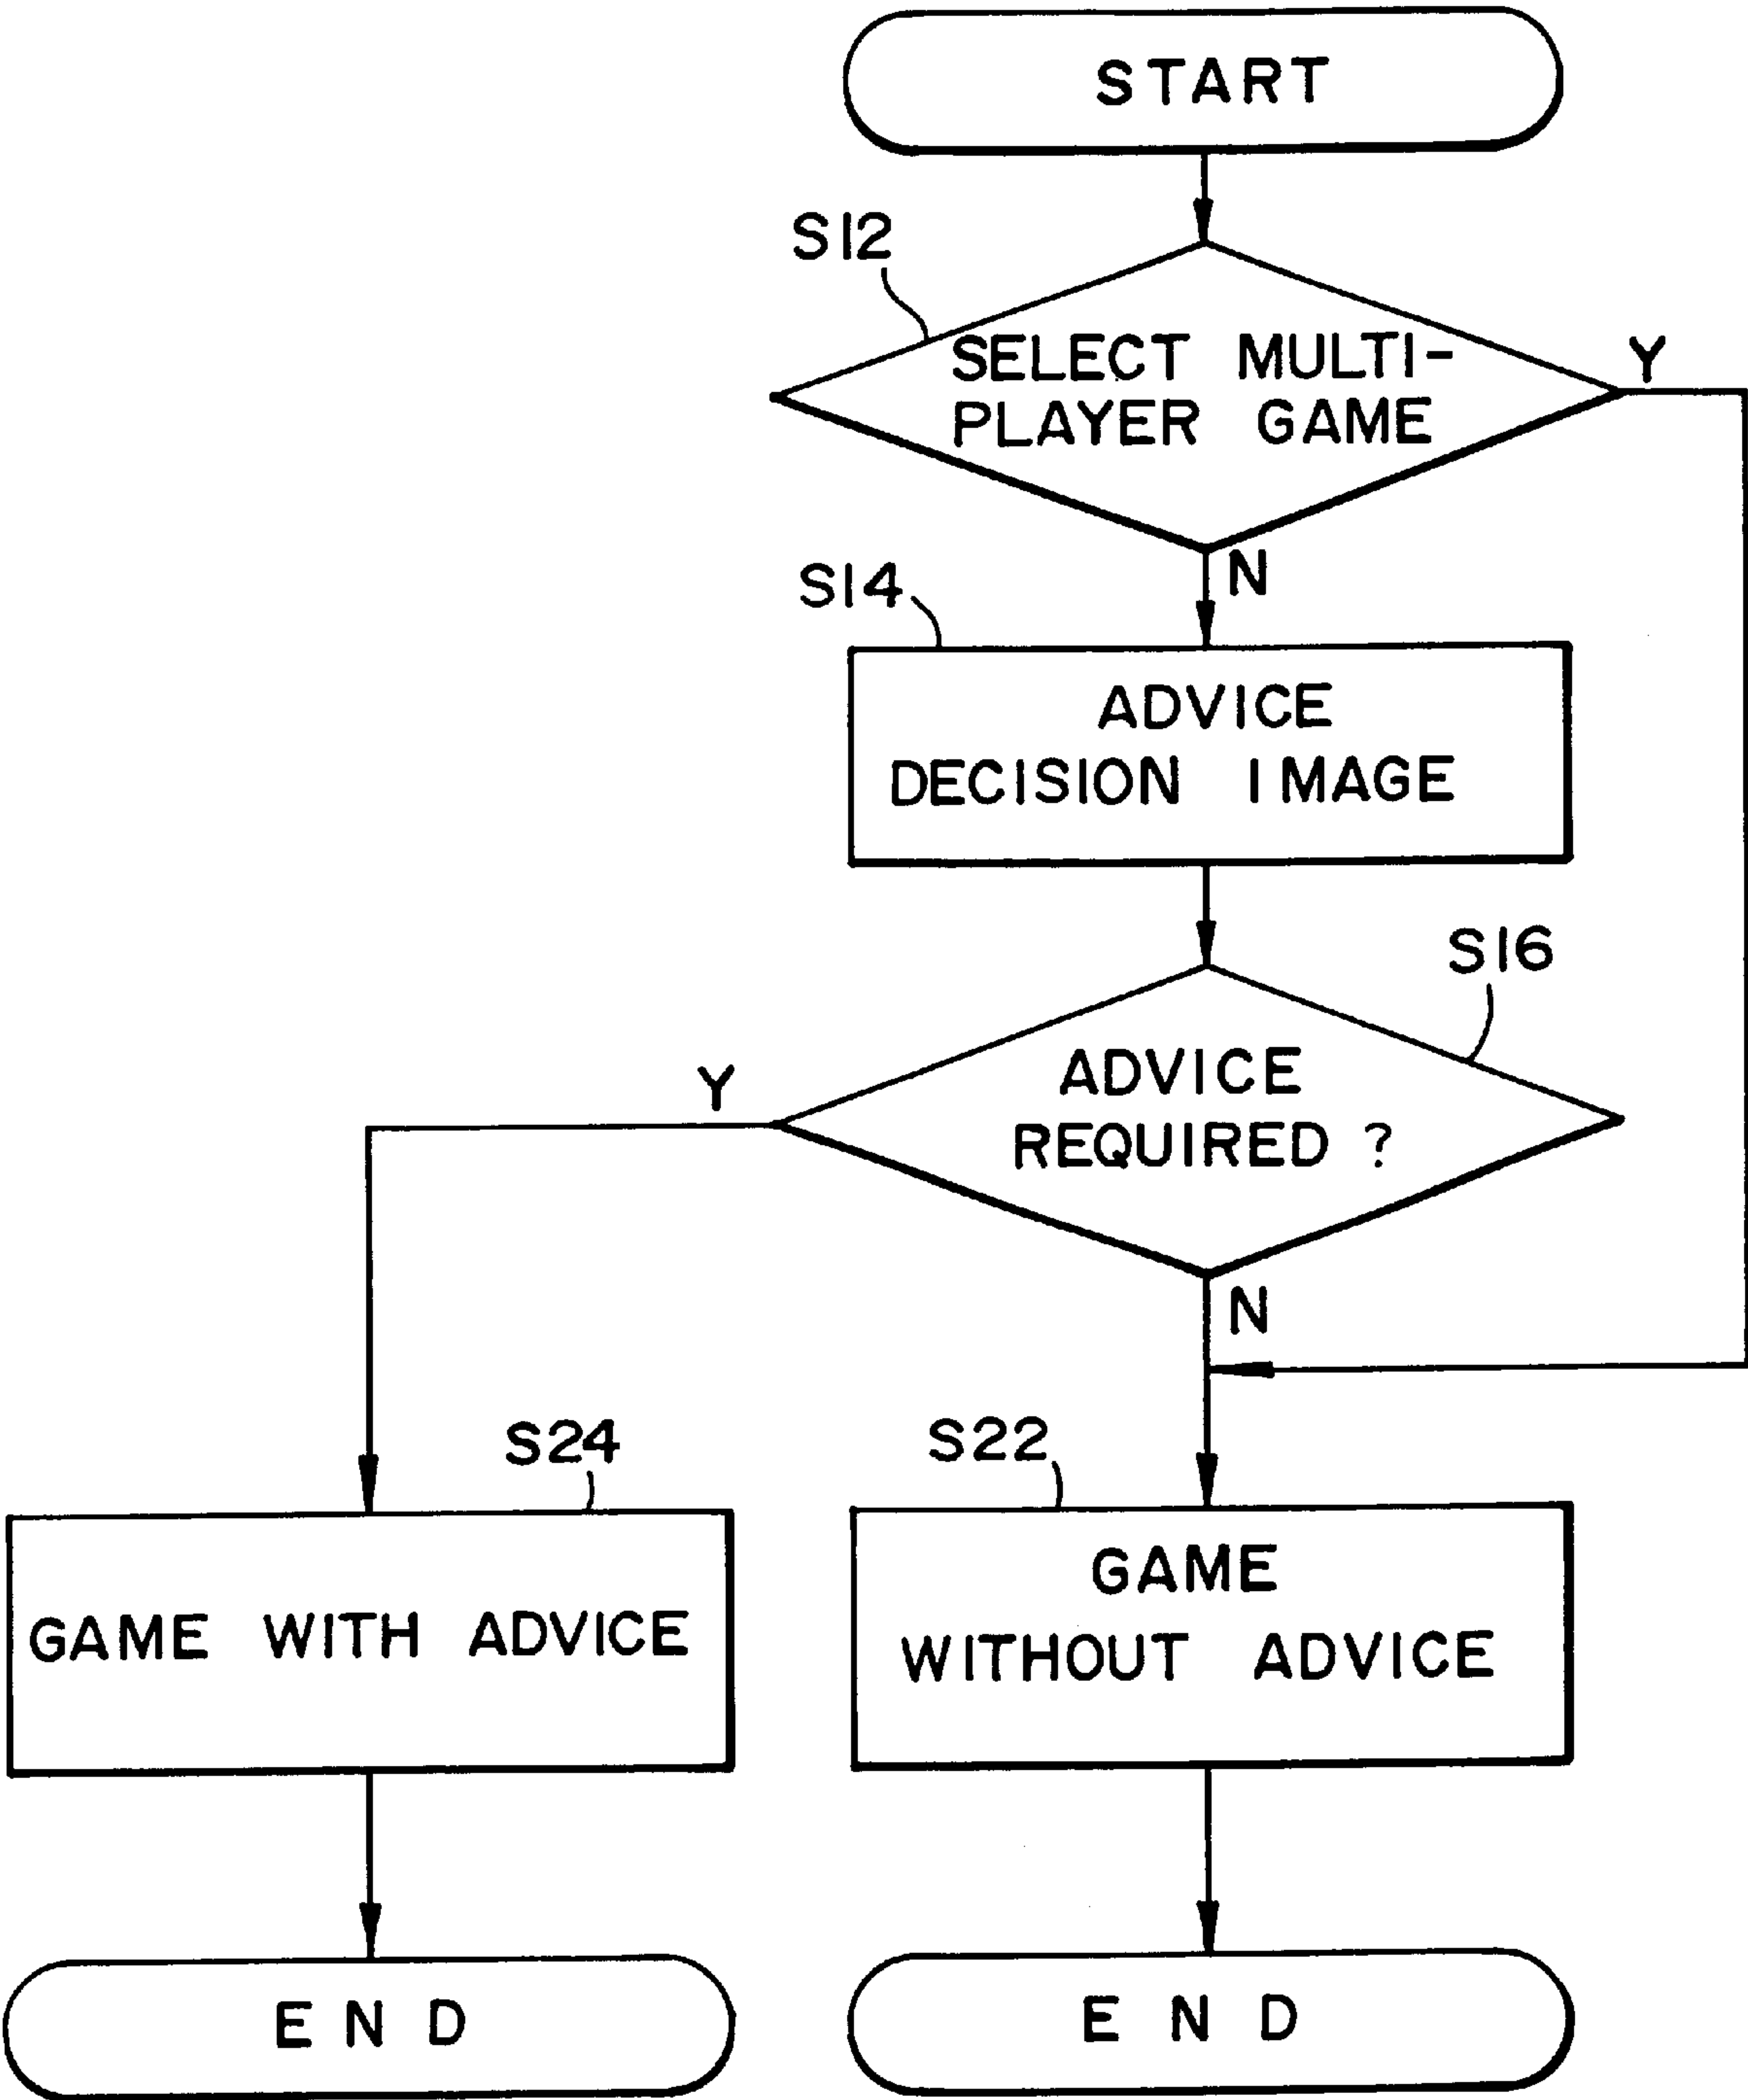 START
S12
SELECT MULTI-
PLAYER GAME
Y
N
S14
ADVICE
DECISION IMAGE
S16
ADVICE
REQUIRED ?
Y
N
S24
S22
GAME WITH ADVICE
GAME
WITHOUT ADVICE
END
END